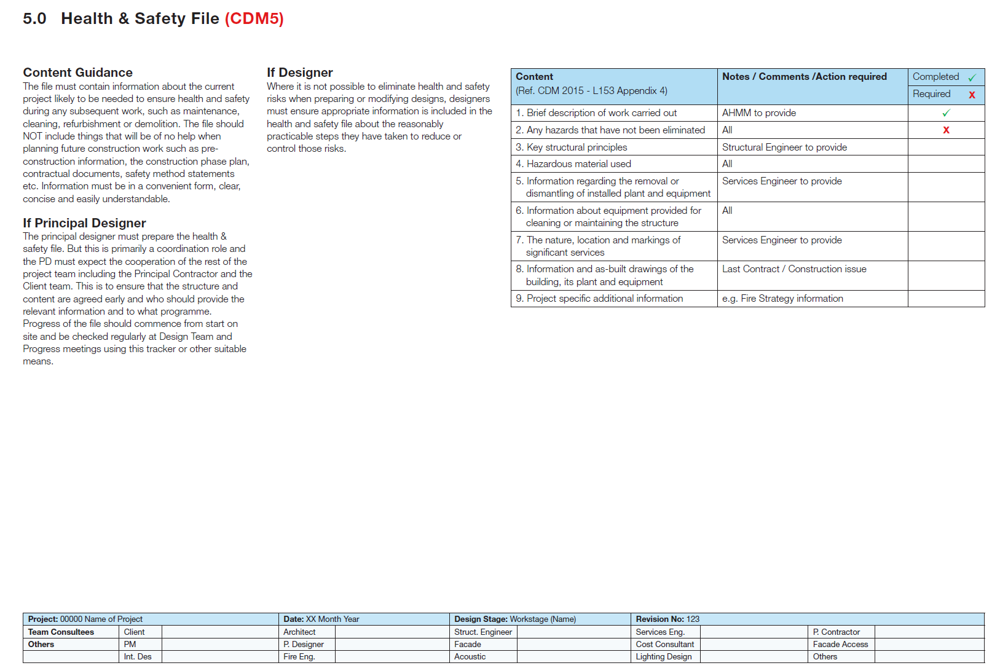 5.0 Health & Safety File (CDM5)
Content Guidance
The file must contain information about the current
project likely to be needed to ensure health and safety
during any subsequent work, such as maintenance,
cleaning, refurbishment or demolition. The file should
NOT include things that will be of no help when
planning future construction work such as pre-
construction information, the construction phase plan,
contractual documents, safety method statements
etc. Information must be in a convenient form, clear,
concise and easily understandable.
If Principal Designer
The principal designer must prepare the health &
safety file. But this is primarily a coordination role and
the PD must expect the cooperation of the rest of the
project team including the Principal Contractor and the
Client team. This is to ensure that the structure and
content are agreed early and who should provide the
relevant information and to what programme.
Progress of the file should commence from start on
site and be checked regularly at Design Team and
Progress meetings using this tracker or other suitable
means.
If Designer
Where it is not possible to eliminate health and safety
risks when preparing or modifying designs, designers
must ensure appropriate information is included in the
health and safety file about the reasonably
practicable steps they have taken to reduce or
control those risks.
Content Notes / Comments /Action required Completed ✓
(Ref. CDM 2015 - L153 Appendix 4) Required X
1. Brief description of work carried out AHMM to provide ✓
2. Any hazards that have not been eliminated All X
3. Key structural principles Structural Engineer to provide
4. Hazardous material used All
5. Information regarding the removal or Services Engineer to provide
dismantling of installed plant and equipment
6. Information about equipment provided for All
cleaning or maintaining the structure
7. The nature, location and markings of Services Engineer to provide
significant services
8. Information and as-built drawings of the Last Contract / Construction issue
building, its plant and equipment
9. Project specific additional information e.g. Fire Strategy information
Project: 00000 Name of Project Date: XX Month Year Design Stage: Workstage (Name) Revision No: 123
Team Consultees Client Architect Struct. Engineer Services Eng. P. Contractor
Others PM P. Designer Facade Cost Consultant Facade Access
Int. Des Fire Eng. Acoustic Lighting Design Others